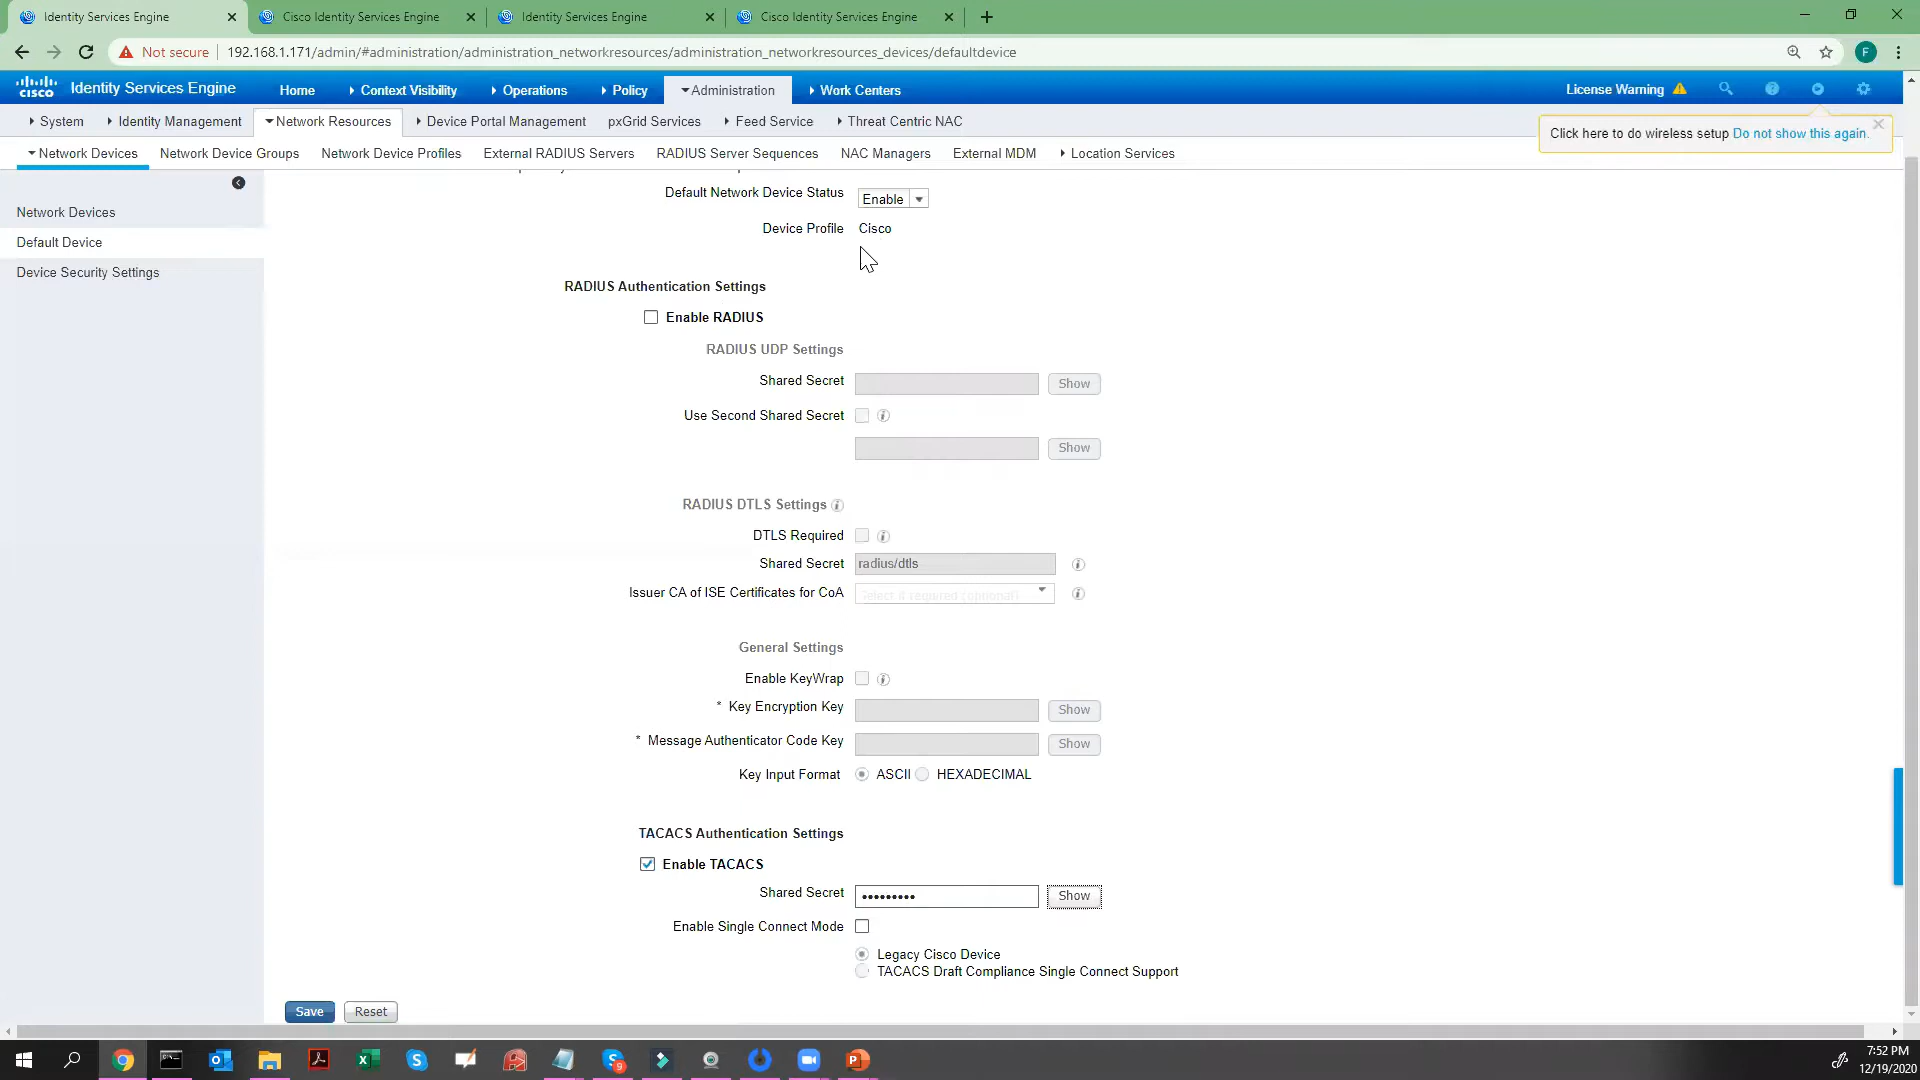 Identity Services Engine
Cisco Identity Services Engine
Identity Services Engine
Cisco Identity Services Engine
Not secure
192.168.1.171/admin/#administration/administration_networkresources/administration_networkresources_devices/defaultdevice
F
cisco
Identity Services Engine
Home
Context Visibility
Operations
Policy
Administration
Work Centers
License Warning
System
Identity Management
Network Resources
Device Portal Management
pxGrid Services
Feed Service
Threat Centric NAC
Click here to do wireless setup Do not show this again.
Network Devices
Network Device Groups
Network Device Profiles
External RADIUS Servers
RADIUS Server Sequences
NAC Managers
External MDM
Location Services
Network Devices
Default Device
Device Security Settings
Default Network Device Status Enable
Device Profile Cisco
RADIUS Authentication Settings
Enable RADIUS
RADIUS UDP Settings
Shared Secret Show
Use Second Shared Secret
Show
RADIUS DTLS Settings
DTLS Required
Shared Secret radius/dtls
Issuer CA of ISE Certificates for CoA Select if required (optional)
General Settings
Enable KeyWrap
* Key Encryption Key Show
* Message Authenticator Code Key Show
Key Input Format ASCII HEXADECIMAL
TACACS Authentication Settings
Enable TACACS
Shared Secret ••••••••• Show
Enable Single Connect Mode
Legacy Cisco Device
TACACS Draft Compliance Single Connect Support
Save Reset
7:52 PM
12/19/2020